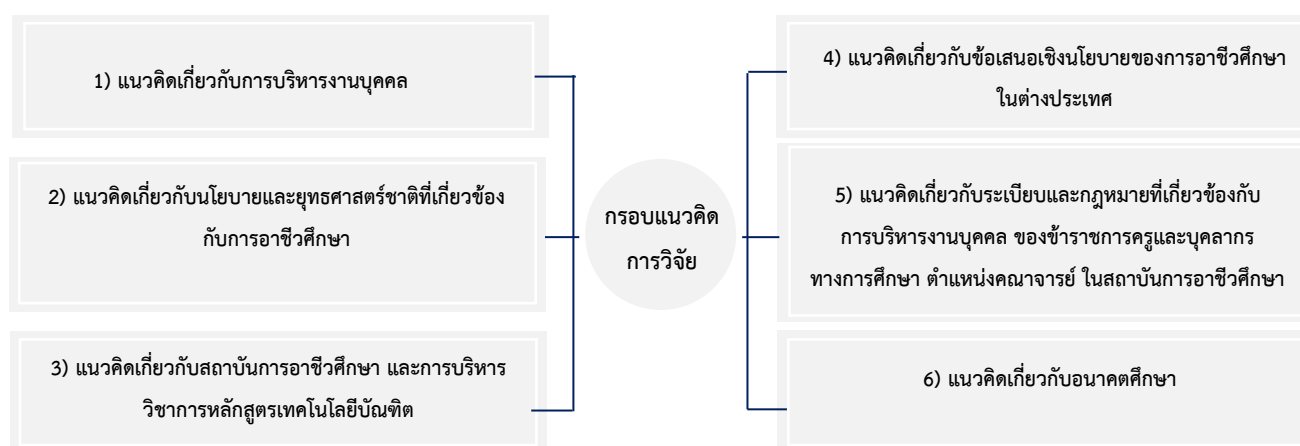 1) แนวคิดเกี่ยวกับการบริหารงานบุคคล
2) แนวคิดเกี่ยวกับนโยบายและยุทธศาสตร์ชาติที่เกี่ยวข้อง
กับการอาชีวศึกษา
3) แนวคิดเกี่ยวกับสถาบันการอาชีวศึกษา และการบริหาร
วิชาการหลักสูตรเทคโนโลยีบัณฑิต
กรอบแนวคิด
การวิจัย
4) แนวคิดเกี่ยวกับข้อเสนอเชิงนโยบายของการอาชีวศึกษา
ในต่างประเทศ
5) แนวคิดเกี่ยวกับระเบียบและกฎหมายที่เกี่ยวข้องกับ
การบริหารงานบุคคล ของข้าราชการครูและบุคลากร
ทางการศึกษา ตำแหน่งคณาจารย์ ในสถาบันการอาชีวศึกษา
6) แนวคิดเกี่ยวกับอนาคตศึกษา